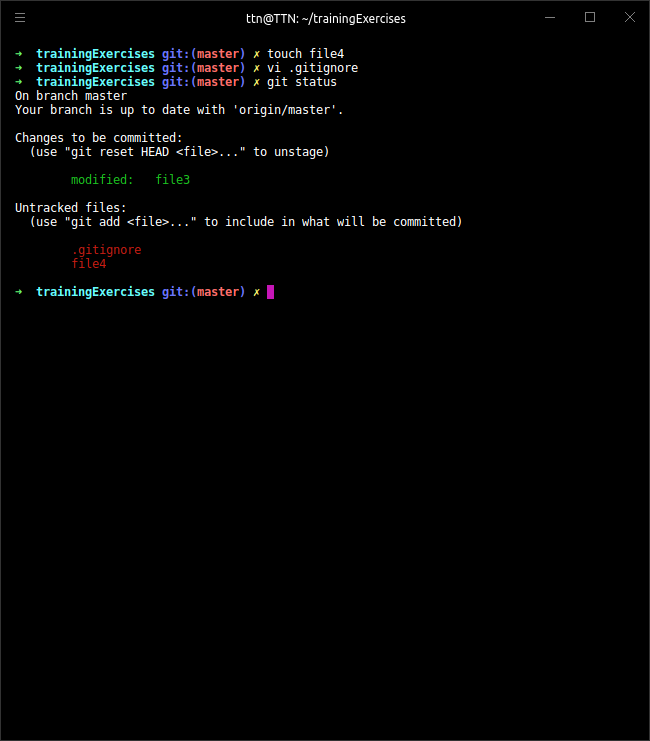 ttn@TTN: ~/trainingExercises
➜  trainingExercises git:(master) ✗ touch file4
➜  trainingExercises git:(master) ✗ vi .gitignore
➜  trainingExercises git:(master) ✗ git status
On branch master
Your branch is up to date with 'origin/master'.

Changes to be committed:
  (use "git reset HEAD <file>..." to unstage)

        modified:   file3

Untracked files:
  (use "git add <file>..." to include in what will be committed)

        .gitignore
        file4

➜  trainingExercises git:(master) ✗